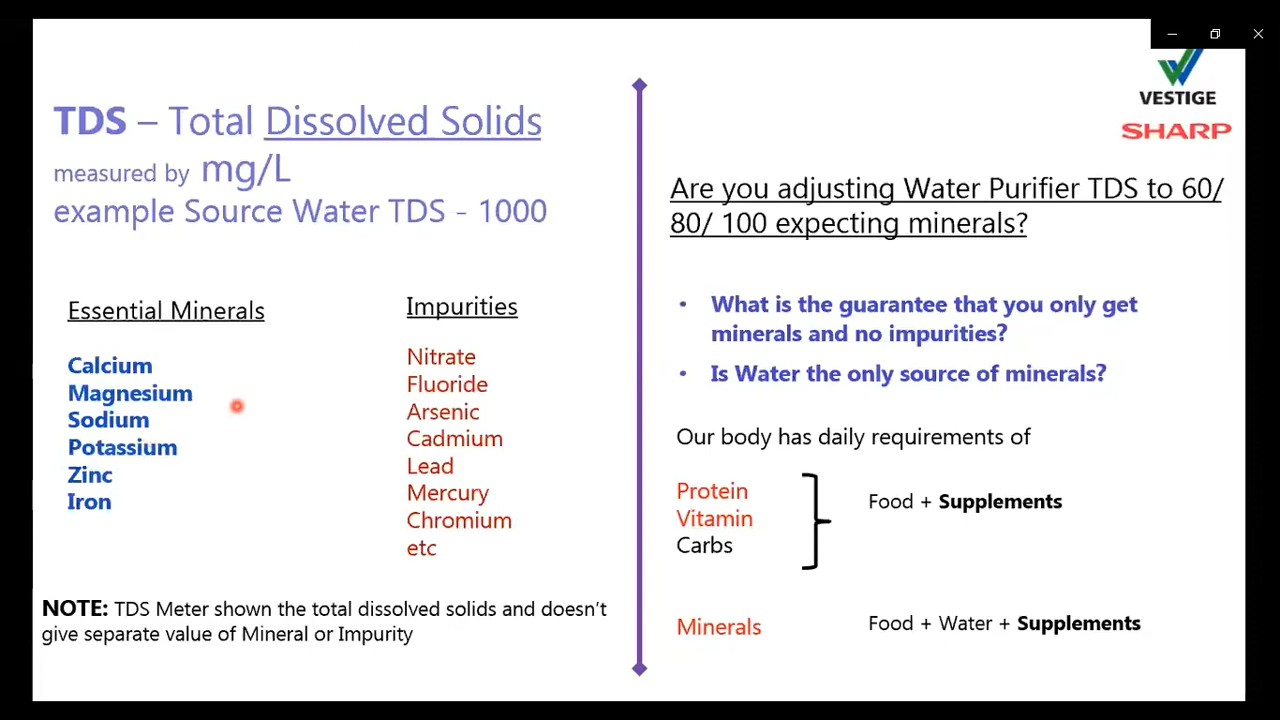 TDS – Total Dissolved Solids
measured by mg/L
example Source Water TDS - 1000
Essential Minerals
Calcium
Magnesium
Sodium
Potassium
Zinc
Iron
Impurities
Nitrate
Fluoride
Arsenic
Cadmium
Lead
Mercury
Chromium
etc
NOTE: TDS Meter shown the total dissolved solids and doesn't
give separate value of Mineral or Impurity
VESTIGE
SHARP
Are you adjusting Water Purifier TDS to 60/
80/ 100 expecting minerals?
• What is the guarantee that you only get
minerals and no impurities?
• Is Water the only source of minerals?
Our body has daily requirements of
Protein
Vitamin
Carbs
Food + Supplements
Minerals
Food + Water + Supplements